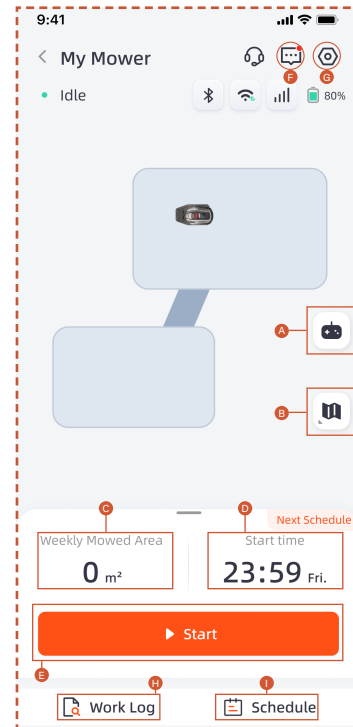 9:41
My Mower
F
G
Idle
80%
A
B
C
D
Next Schedule
Weekly Mowed Area
Start time
0 m²
23:59 Fri.
Start
E
H
I
Work Log
Schedule